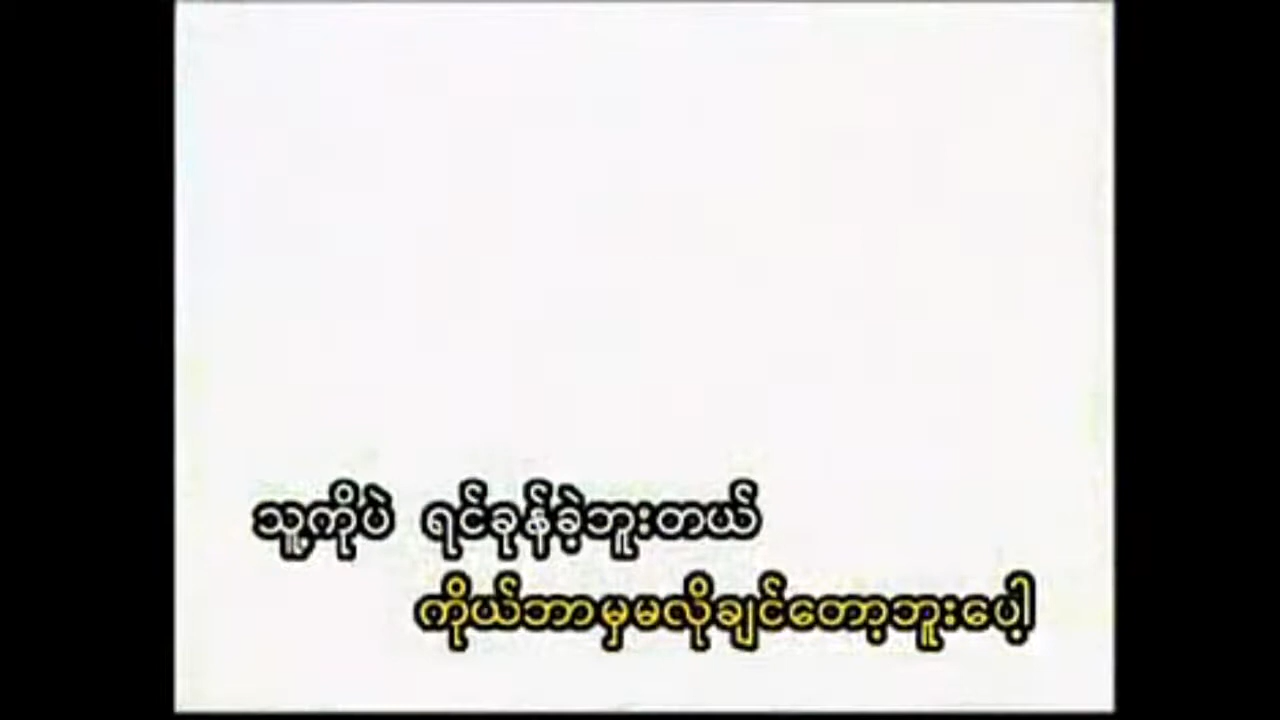 သူ့ကိုပဲ ရင်ခုန်ခဲ့ဘူးတယ်
ကိုယ်ဘာမှမလိုချင်တော့ဘူးပေါ့